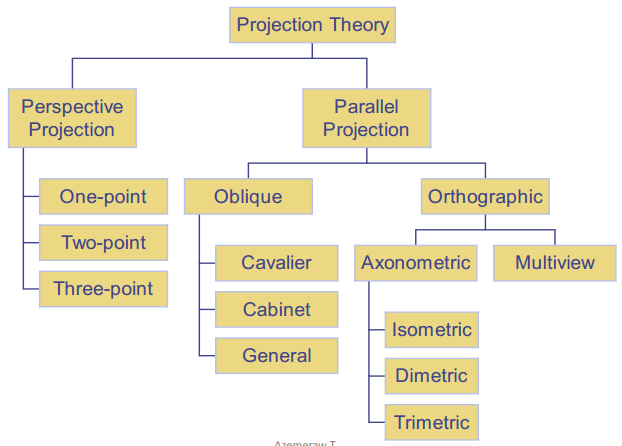 Projection Theory
Perspective
Projection
Parallel
Projection
One-point
Two-point
Three-point
Oblique
Orthographic
Cavalier
Cabinet
General
Axonometric
Multiview
Isometric
Dimetric
Trimetric
Azemeraw T